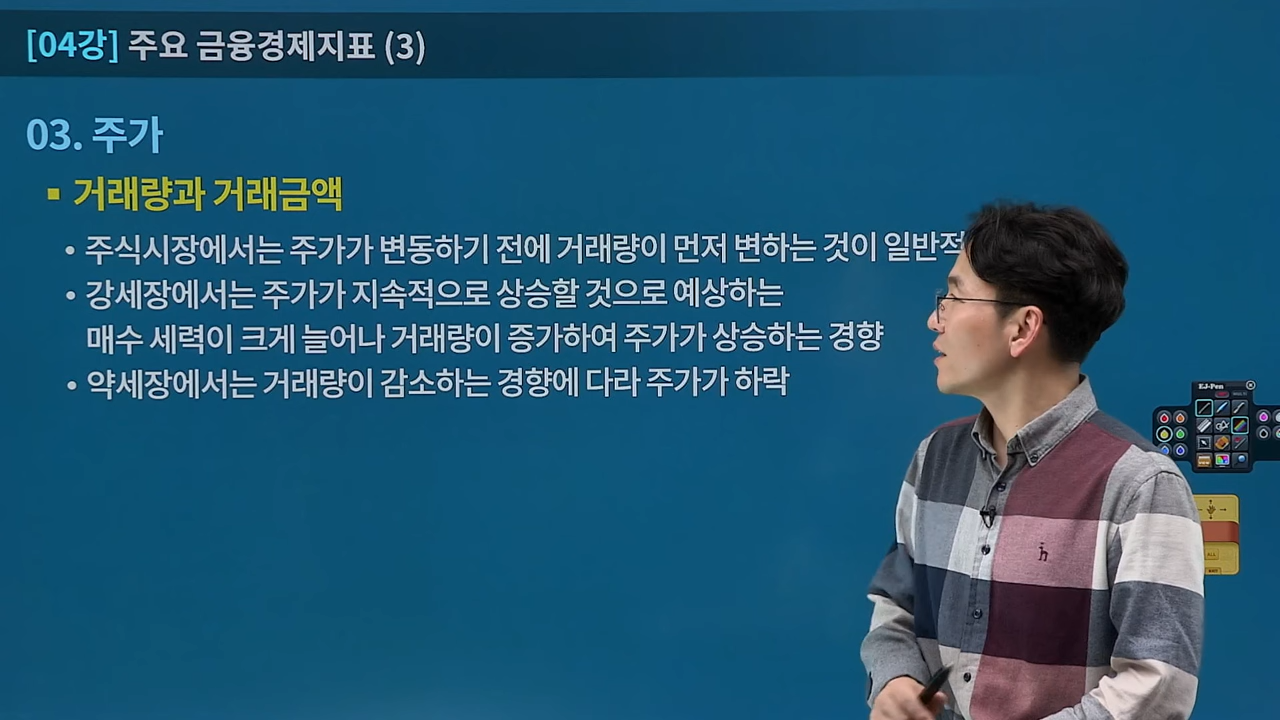 [04강] 주요 금융경제지표 (3)
03. 주가
▪ 거래량과 거래금액
• 주식시장에서는 주가가 변동하기 전에 거래량이 먼저 변하는 것이 일반적
• 강세장에서는 주가가 지속적으로 상승할 것으로 예상하는
매수 세력이 크게 늘어나 거래량이 증가하여 주가가 상승하는 경향
• 약세장에서는 거래량이 감소하는 경향에 다라 주가가 하락
EJ-Pen
ALL